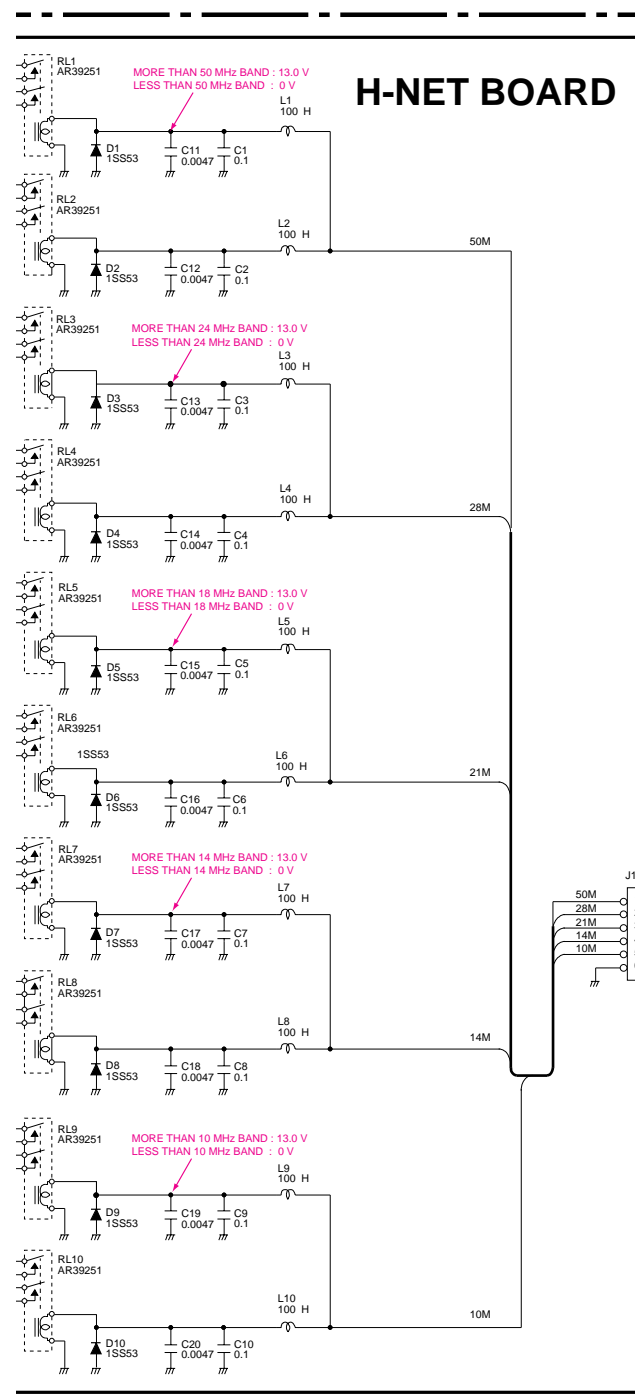 H-NET BOARD
RL1
AR39251
MORE THAN 50 MHz BAND : 13.0 V
LESS THAN 50 MHz BAND : 0 V
L1
100 H
D1
1SS53
C11
0.0047
C1
0.1
RL2
AR39251
L2
100 H
50M
D2
1SS53
C12
0.0047
C2
0.1
RL3
AR39251
MORE THAN 24 MHz BAND : 13.0 V
LESS THAN 24 MHz BAND : 0 V
L3
100 H
D3
1SS53
C13
0.0047
C3
0.1
RL4
AR39251
L4
100 H
28M
D4
1SS53
C14
0.0047
C4
0.1
RL5
AR39251
MORE THAN 18 MHz BAND : 13.0 V
LESS THAN 18 MHz BAND : 0 V
L5
100 H
D5
1SS53
C15
0.0047
C5
0.1
RL6
AR39251
1SS53
L6
100 H
21M
D6
1SS53
C16
0.0047
C6
0.1
RL7
AR39251
MORE THAN 14 MHz BAND : 13.0 V
LESS THAN 14 MHz BAND : 0 V
L7
100 H
D7
1SS53
C17
0.0047
C7
0.1
J1
50M
28M
21M
14M
10M
RL8
AR39251
L8
100 H
14M
D8
1SS53
C18
0.0047
C8
0.1
RL9
AR39251
MORE THAN 10 MHz BAND : 13.0 V
LESS THAN 10 MHz BAND : 0 V
L9
100 H
D9
1SS53
C19
0.0047
C9
0.1
RL10
AR39251
L10
100 H
10M
D10
1SS53
C20
0.0047
C10
0.1